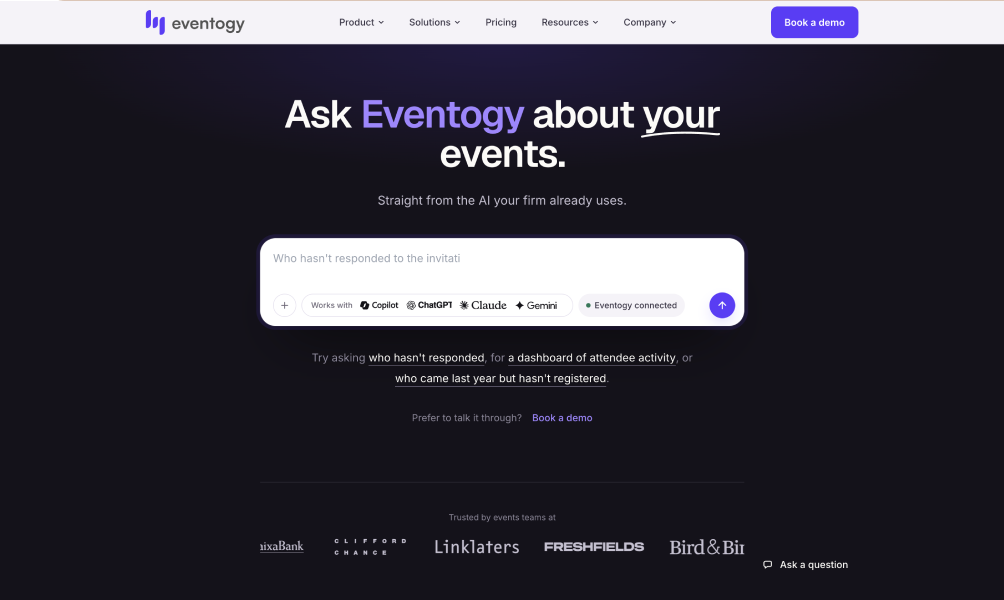 eventogy
Product
Solutions
Pricing
Resources
Company
Book a demo
Ask Eventogy about your
events.
Straight from the AI your firm already uses.
Who hasn't responded to the invitati
Works with
Copilot
ChatGPT
Claude
Gemini
Eventogy connected
Try asking who hasn't responded, for a dashboard of attendee activity, or
who came last year but hasn't registered.
Prefer to talk it through? Book a demo
Trusted by events teams at
ixaBank
CLIFFORD
CHANCE
Linklaters
FRESHFIELDS
Bird&Bir
Ask a question